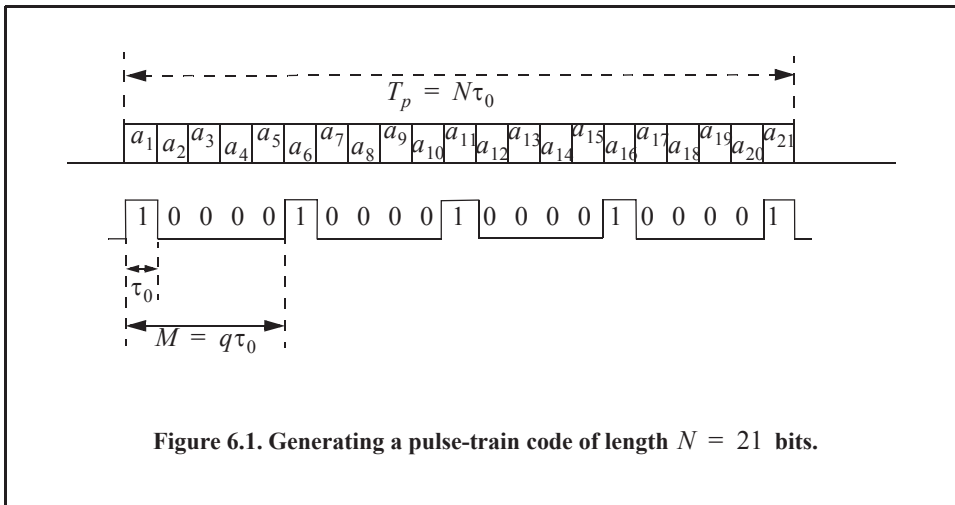 T_p = Nτ_0
a_1 a_2 a_3 a_4 a_5 a_6 a_7 a_8 a_9 a_10 a_11 a_12 a_13 a_14 a_15 a_16 a_17 a_18 a_19 a_20 a_21
1 0 0 0 0 1 0 0 0 0 1 0 0 0 0 1 0 0 0 0 1
τ_0
M = qτ_0
Figure 6.1. Generating a pulse-train code of length N = 21 bits.